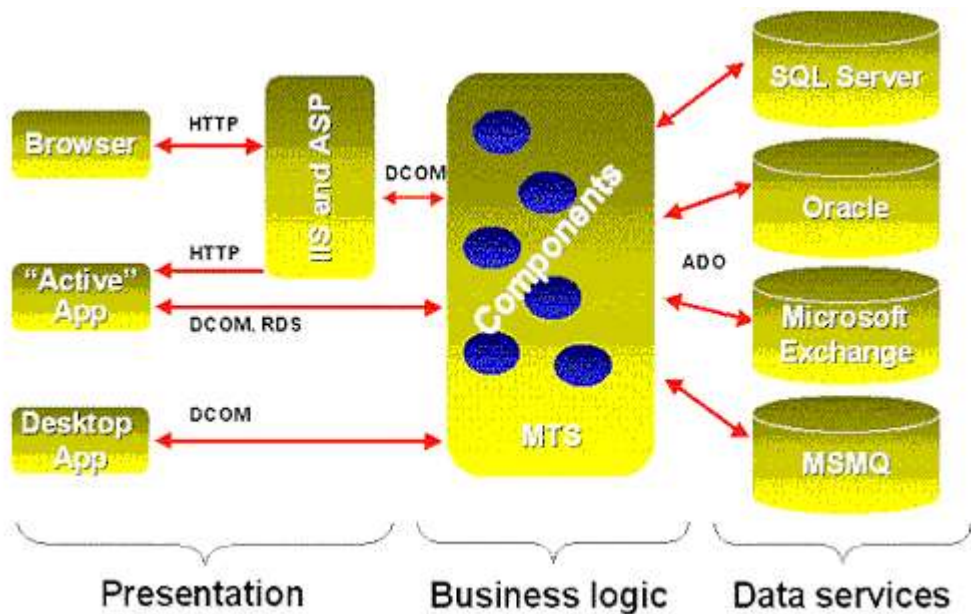 Browser
HTTP
IIS and ASP
DCOM
HTTP
"Active"
App
DCOM, RDS
Desktop
App
DCOM
Components
MTS
ADO
SQL Server
Oracle
Microsoft
Exchange
MSMQ
Presentation
Business logic
Data services